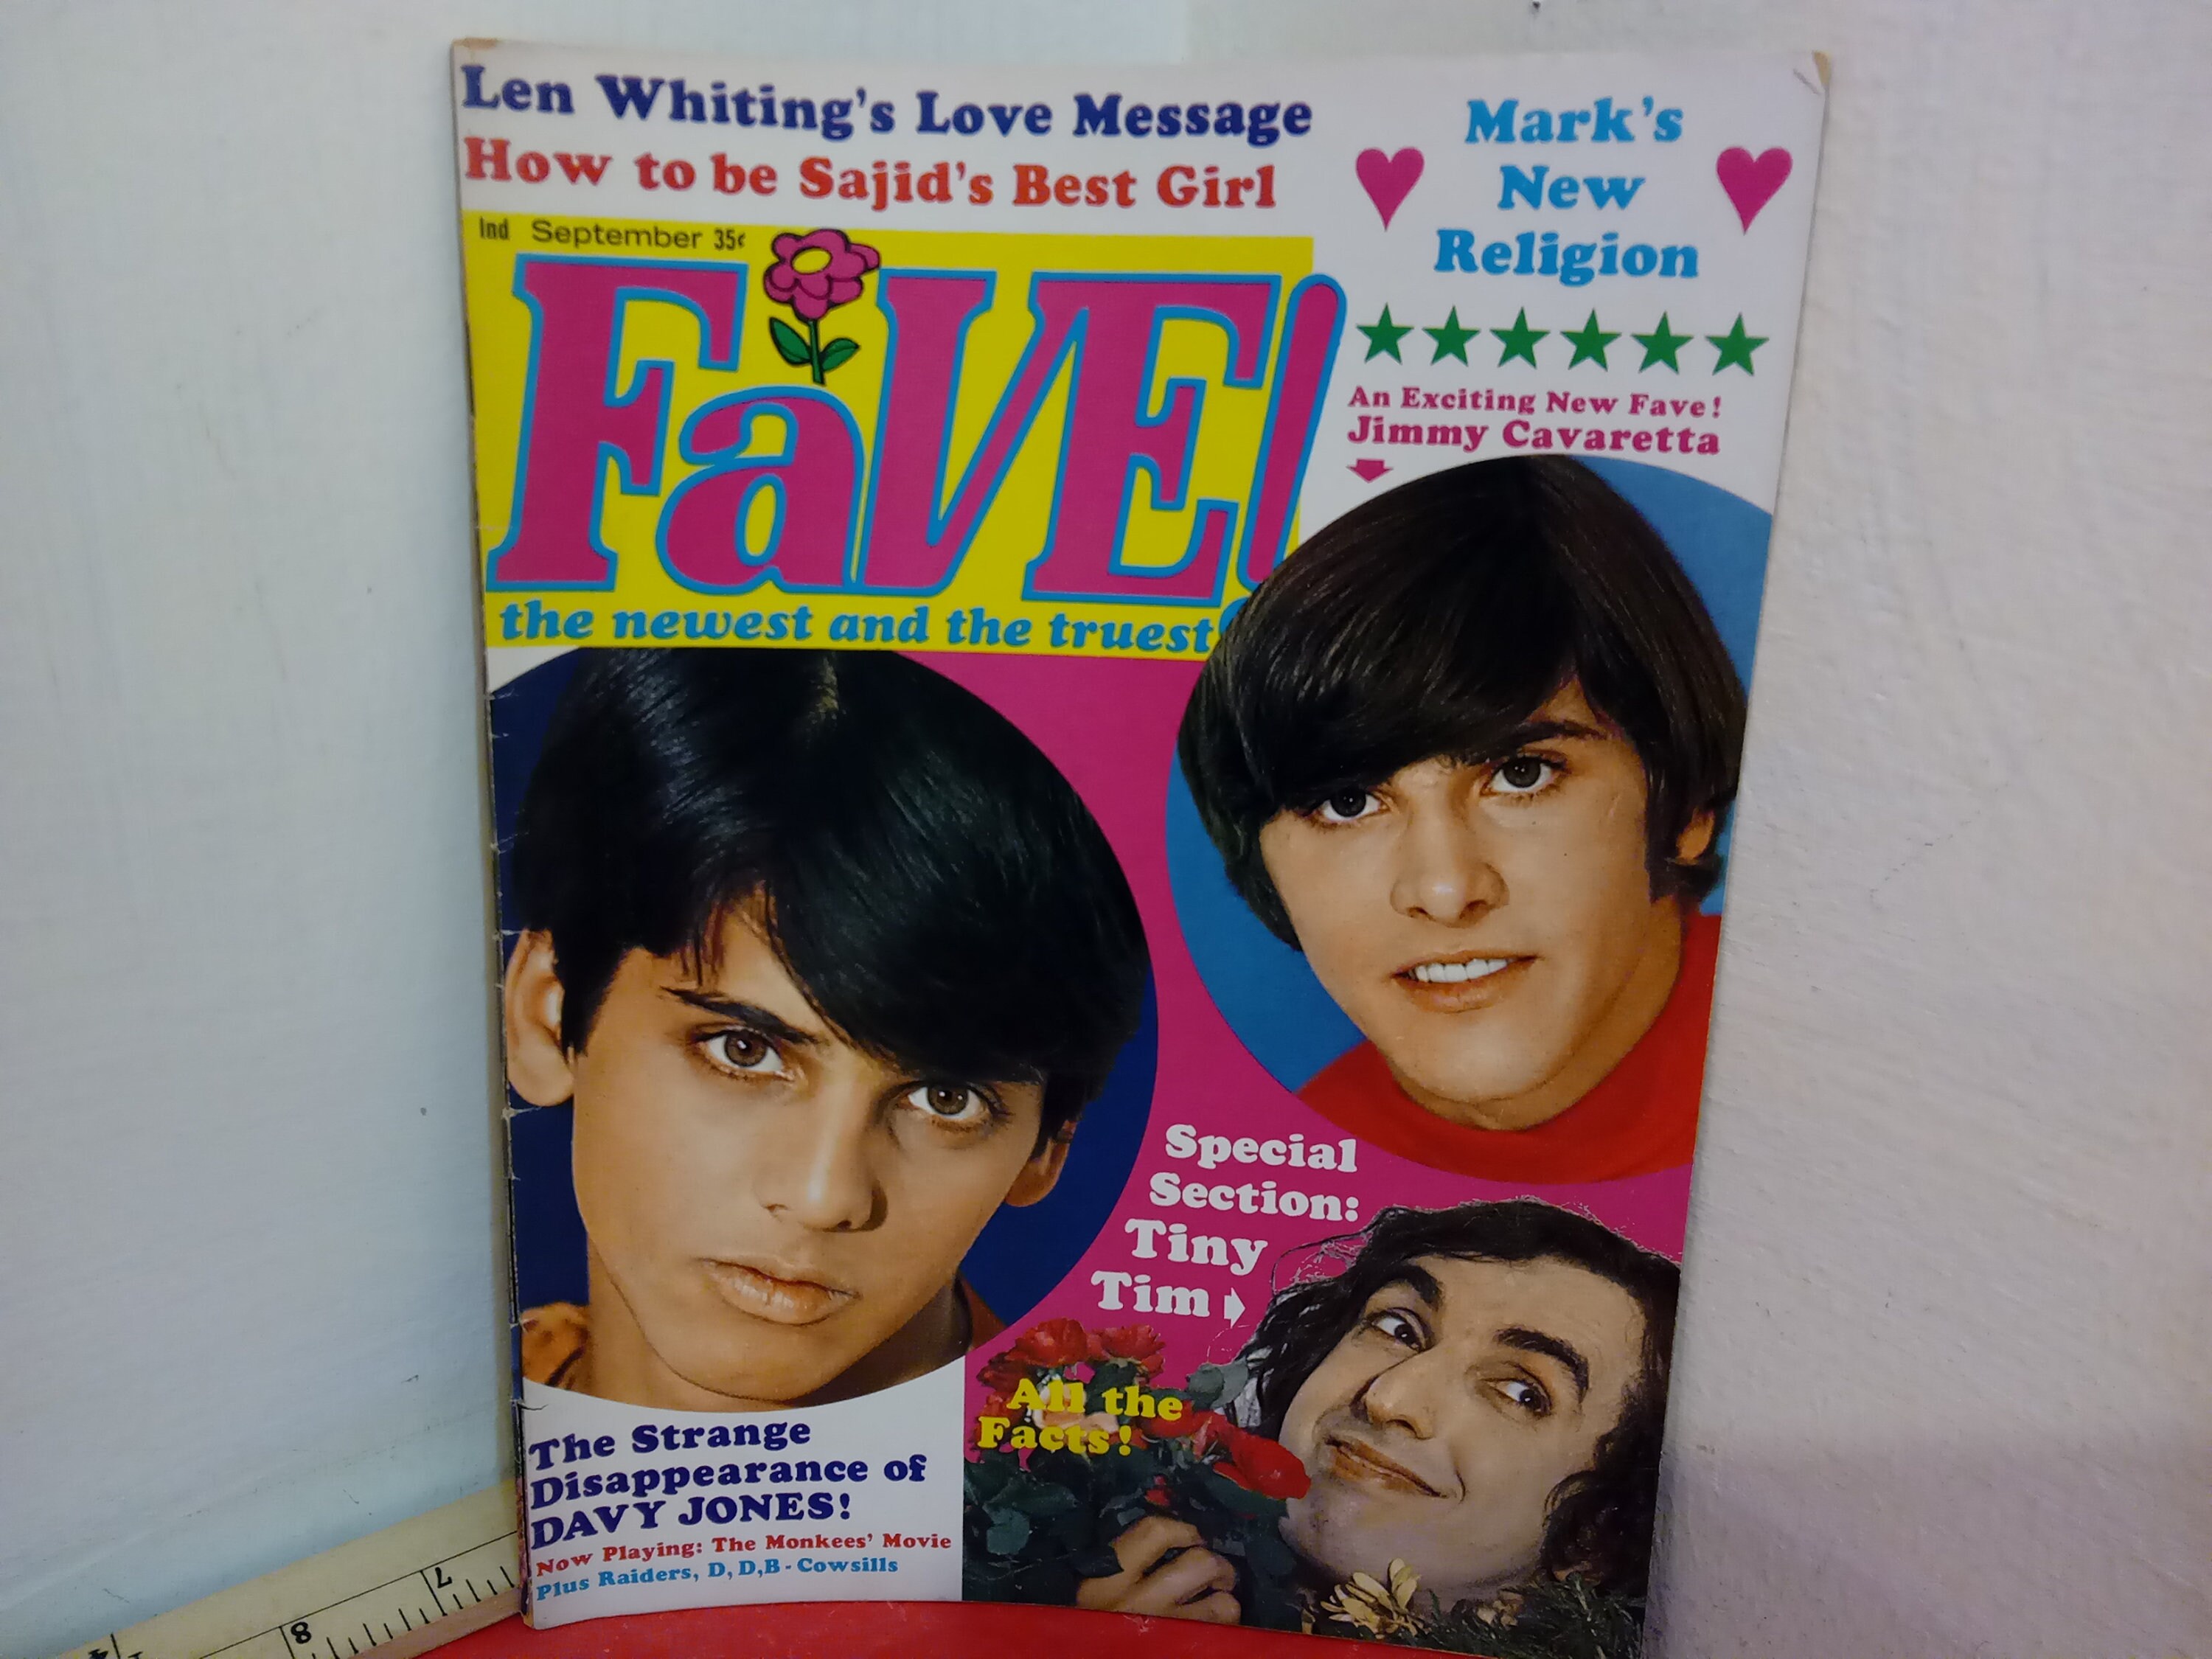 Len Whiting's Love Message
How to be Sajid's Best Girl
Mark's
New
Religion
Ind September 35¢
FaVE!
the newest and the truest
An Exciting New Fave!
Jimmy Cavaretta
Special
Section:
Tiny
Tim
All the
Facts!
The Strange
Disappearance of
DAVY JONES!
Now Playing: The Monkees' Movie
Plus Raiders, D,D,B-Cowsills
7
8